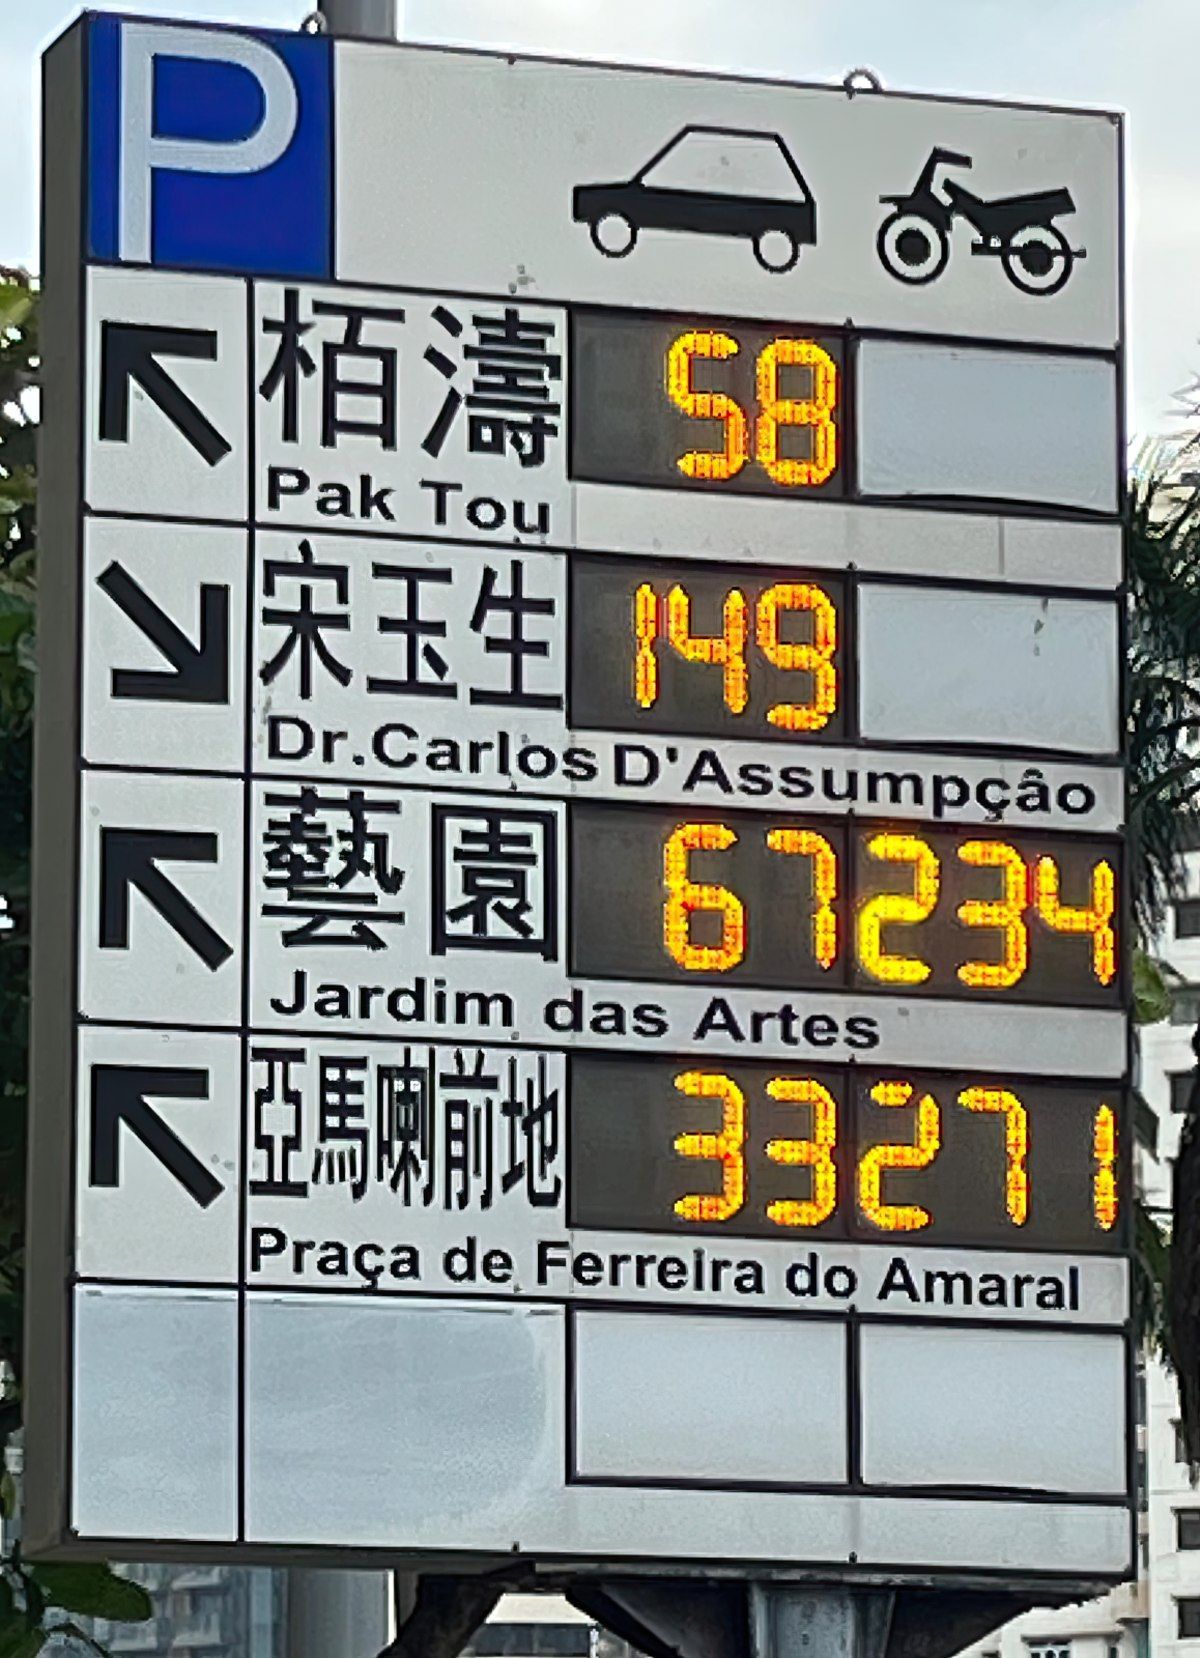 P
栢濤 58
Pak Tou
宋玉生 149
Dr.Carlos D'Assumpção
藝園 67 234
Jardim das Artes
亞馬喇前地 33 271
Praça de Ferreira do Amaral